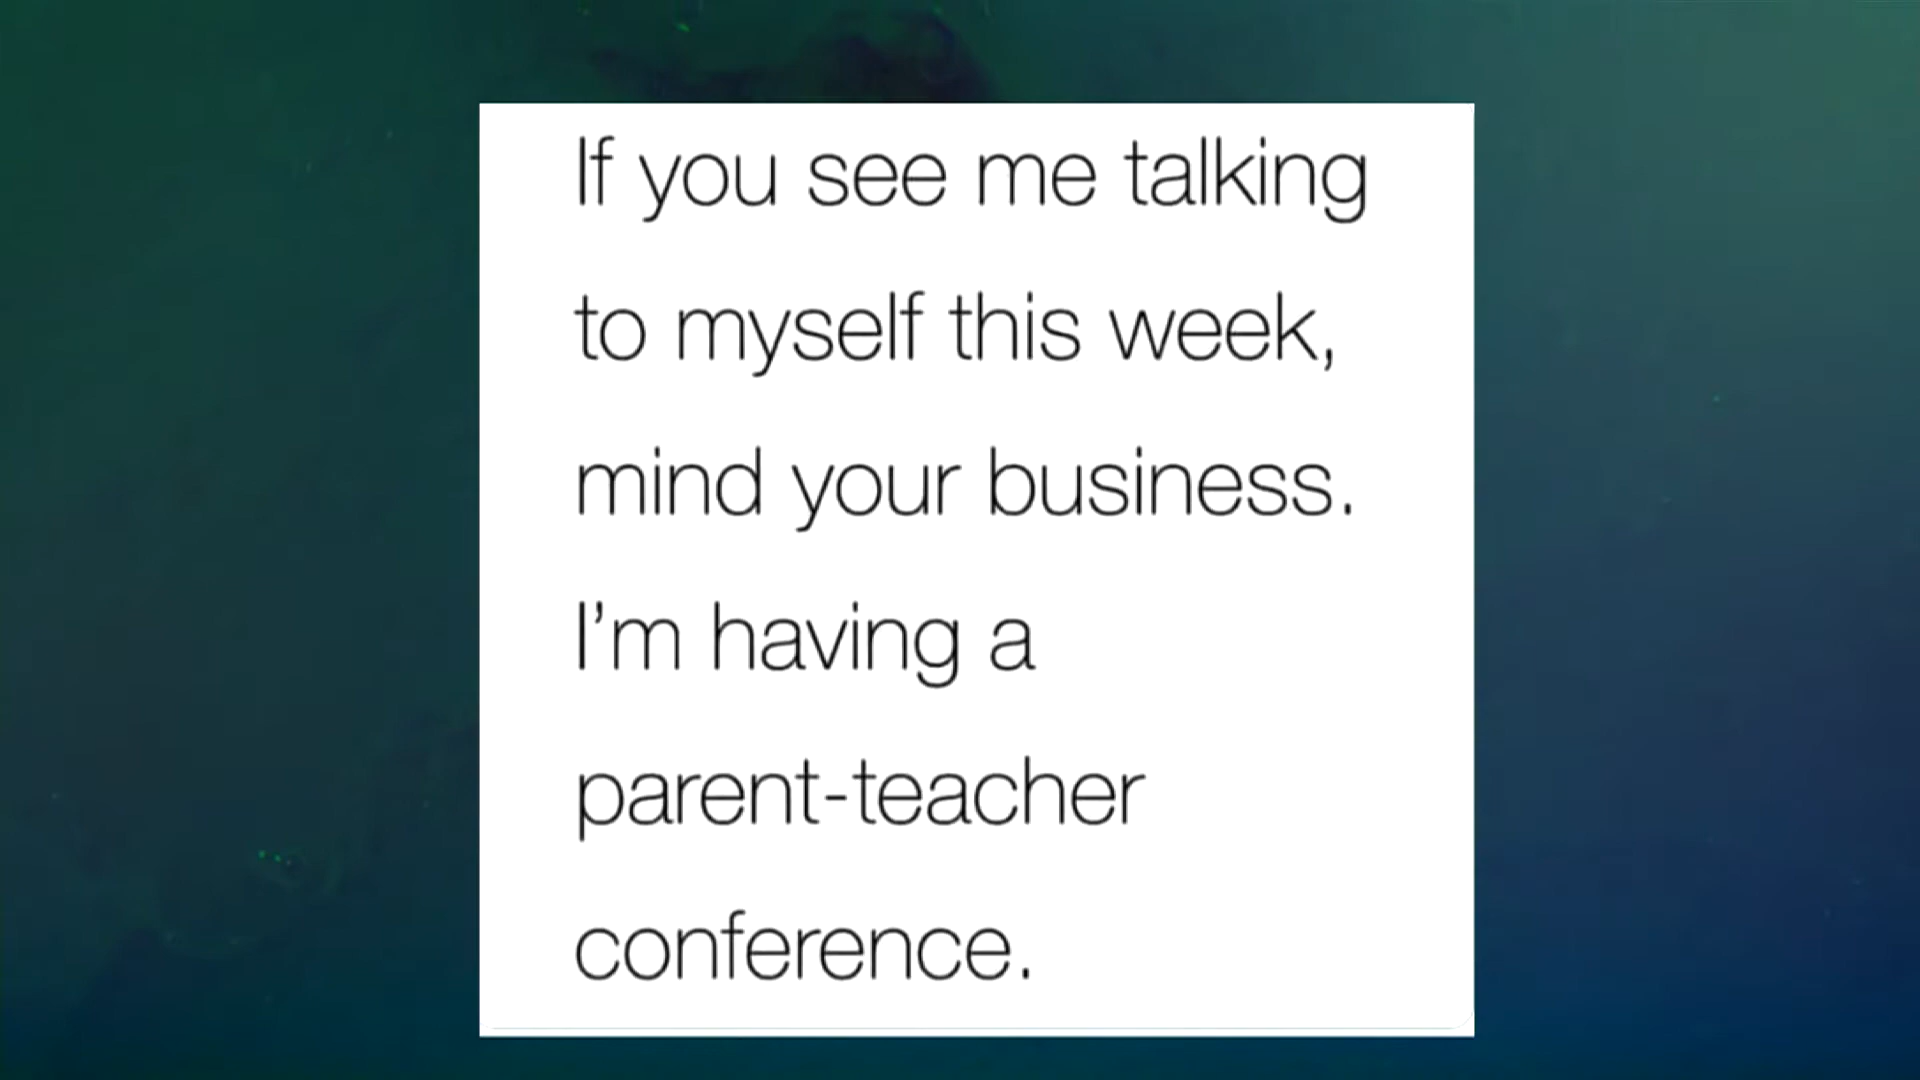 If you see me talking
to myself this week,
mind your business.
I’m having a
parent-teacher
conference.